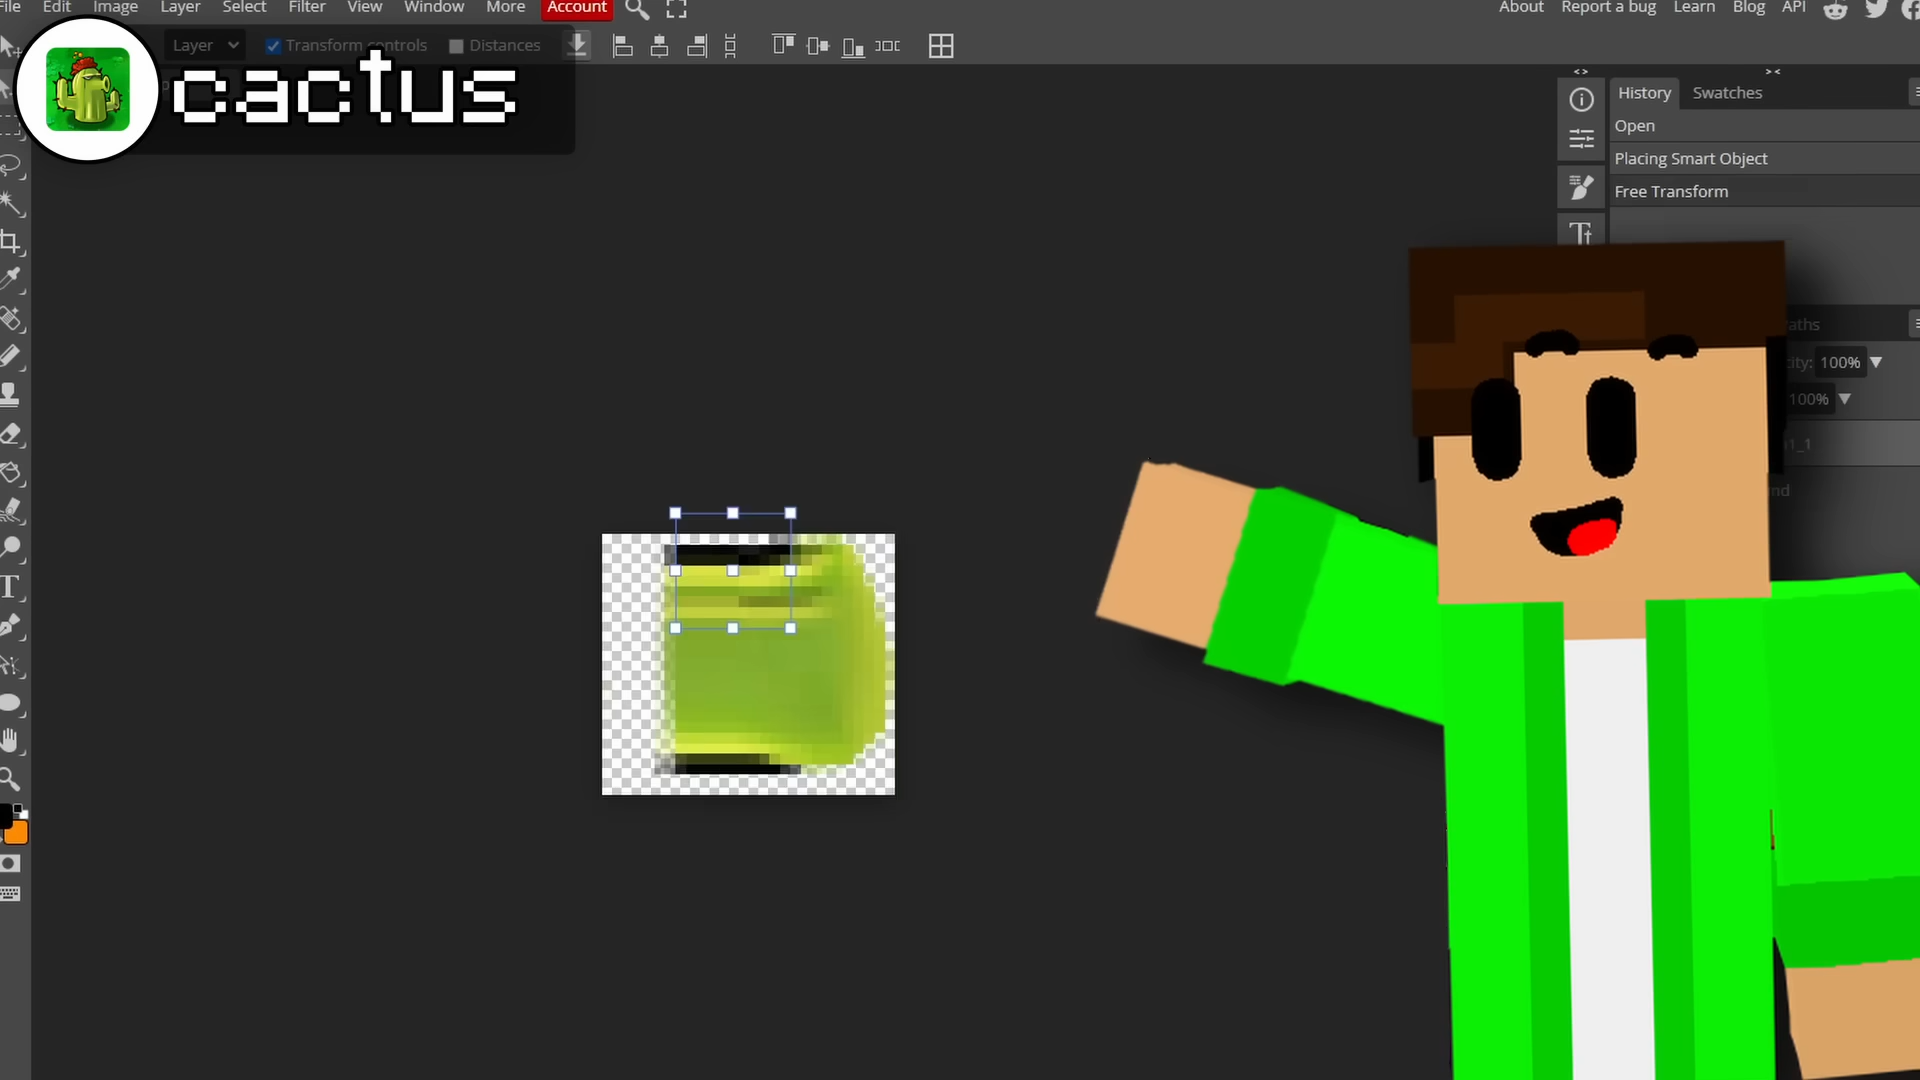 File Edit Image Layer Select Filter View Window More Account About Report a bug Learn Blog API
Layer Transform controls Distances
cactus
History Swatches
Open
Placing Smart Object
Free Transform
100%
100%